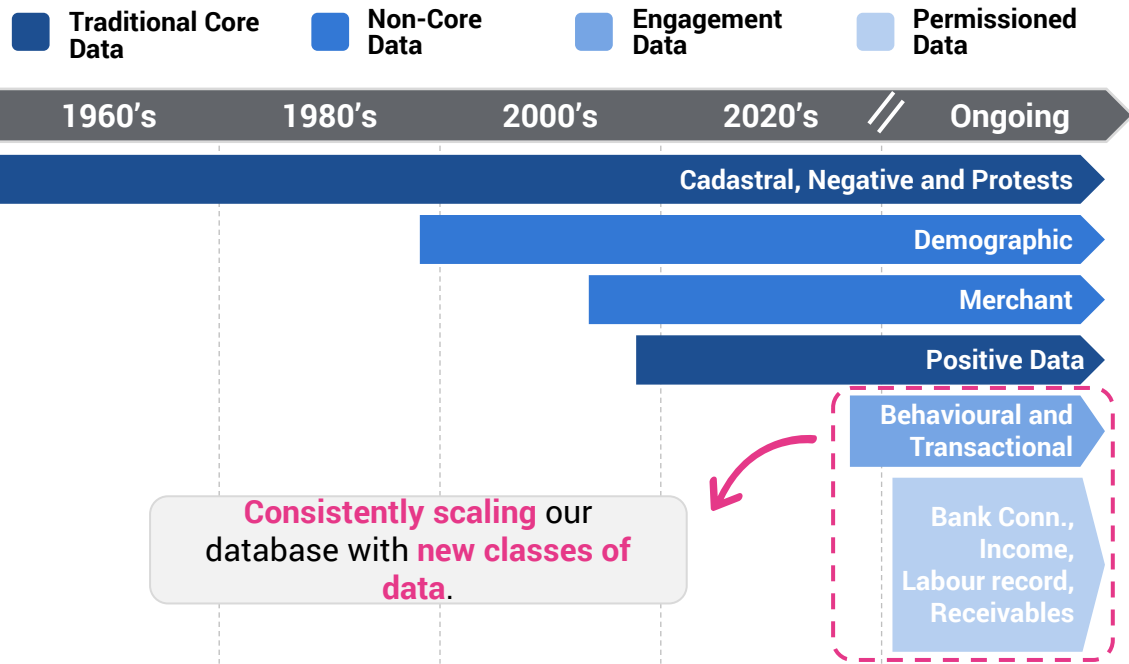 Traditional Core
Data
Non-Core
Data
Engagement
Data
Permissioned
Data
1960’s
1980’s
2000’s
2020’s
//
Ongoing
Cadastral, Negative and Protests
Demographic
Merchant
Positive Data
Behavioural and
Transactional
Consistently scaling our
database with new classes of
data.
Bank Conn.,
Income,
Labour record,
Receivables